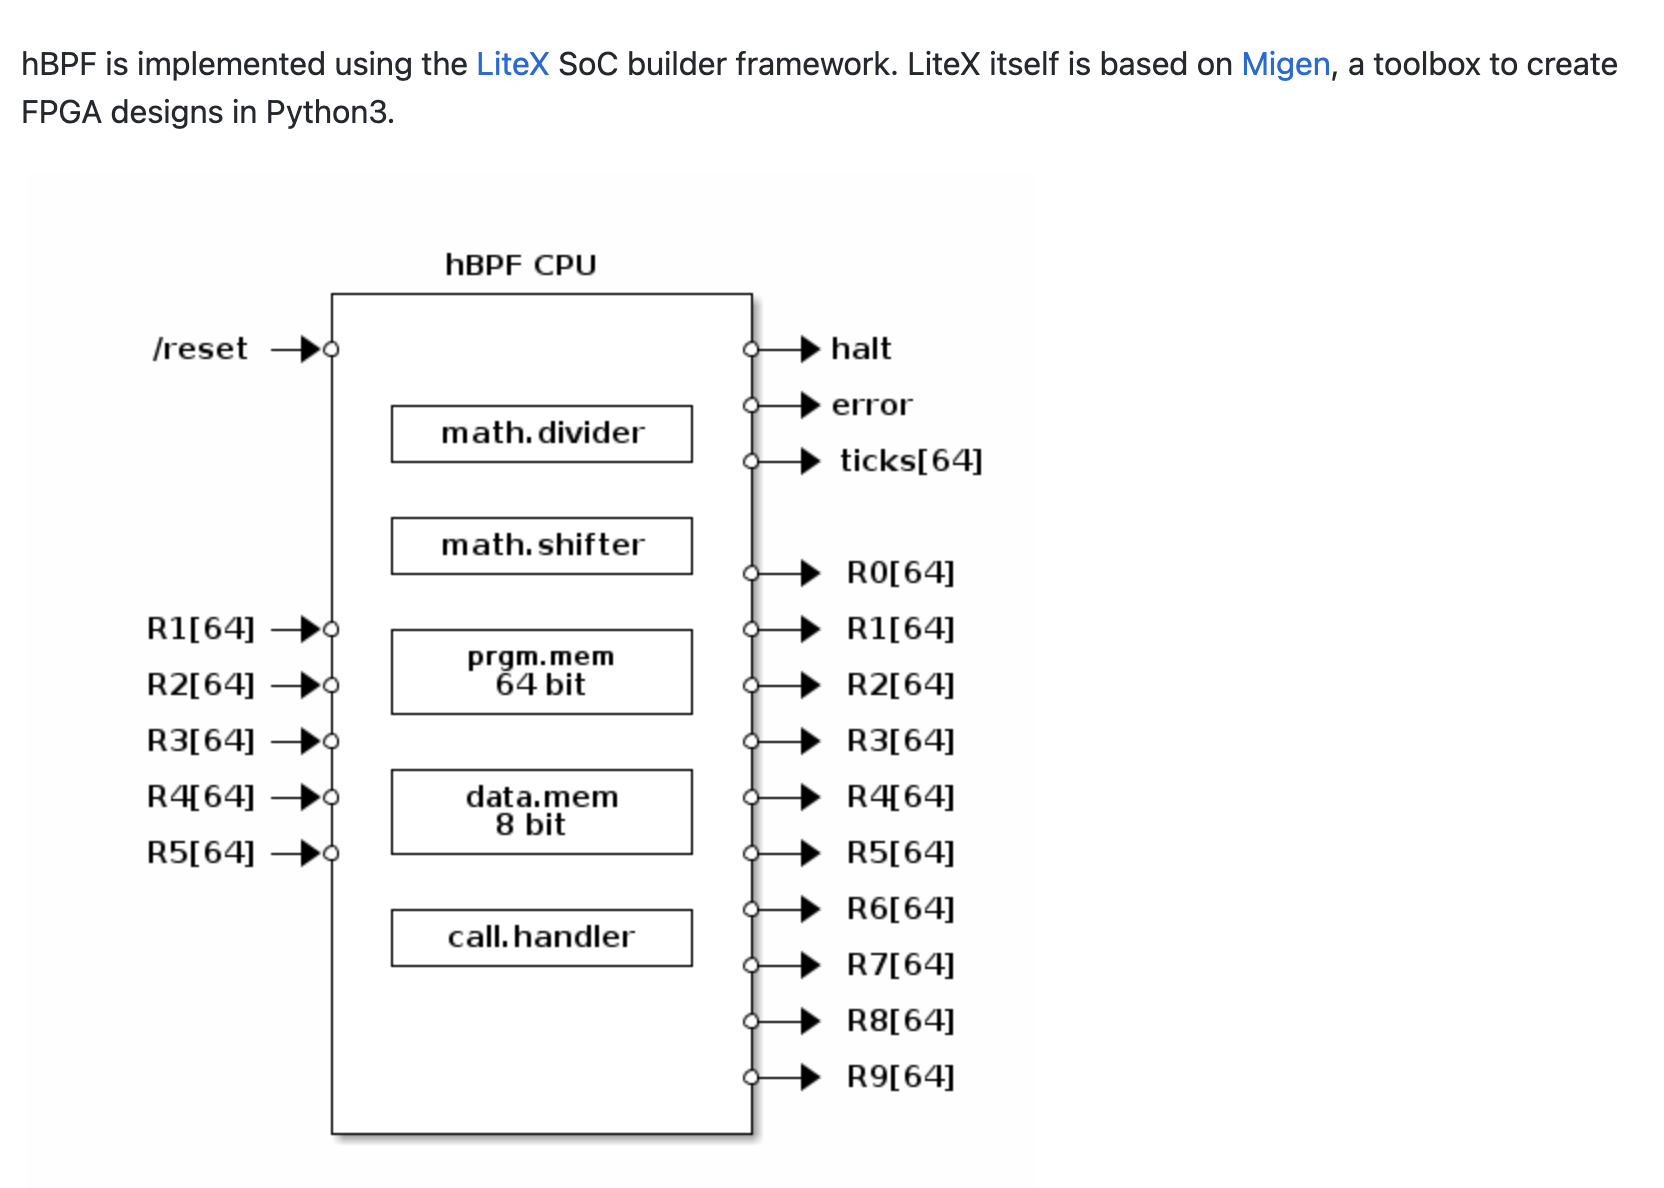 hBPF is implemented using the LiteX SoC builder framework. LiteX itself is based on Migen, a toolbox to create
FPGA designs in Python3.
hBPF CPU
/reset
halt
error
math.divider
ticks[64]
math.shifter
R0[64]
R1[64]
R1[64]
prgm.mem
64 bit
R2[64]
R2[64]
R3[64]
R3[64]
R4[64]
data.mem
8 bit
R4[64]
R5[64]
R5[64]
R6[64]
call.handler
R7[64]
R8[64]
R9[64]